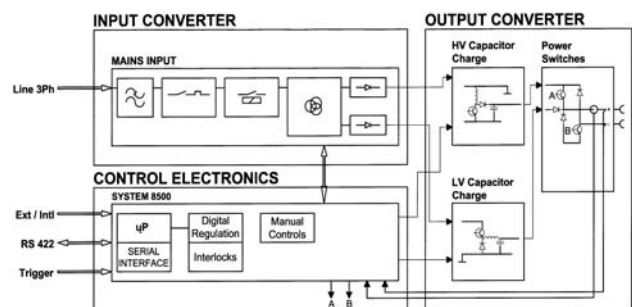 INPUT CONVERTER
OUTPUT CONVERTER
MAINS INPUT
HV Capacitor
Charge
Power
Switches
Line 3Ph
A
B
CONTROL ELECTRONICS
SYSTEM 8500
LV Capacitor
Charge
Ext / Intl
RS 422
Trigger
ųP
SERIAL
INTERFACE
Digital
Regulation
Interlocks
Manual
Controls
A
B